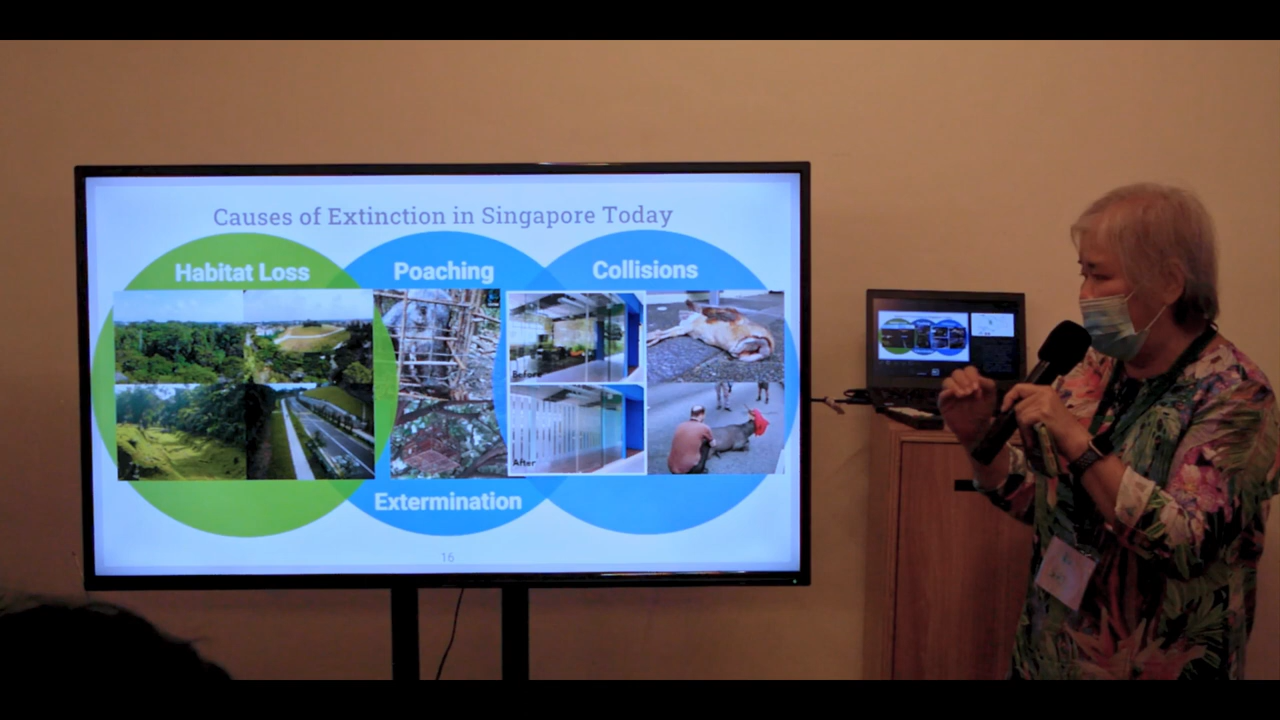 Causes of Extinction in Singapore Today
Habitat Loss
Poaching
Collisions
Before
After
Extermination
16